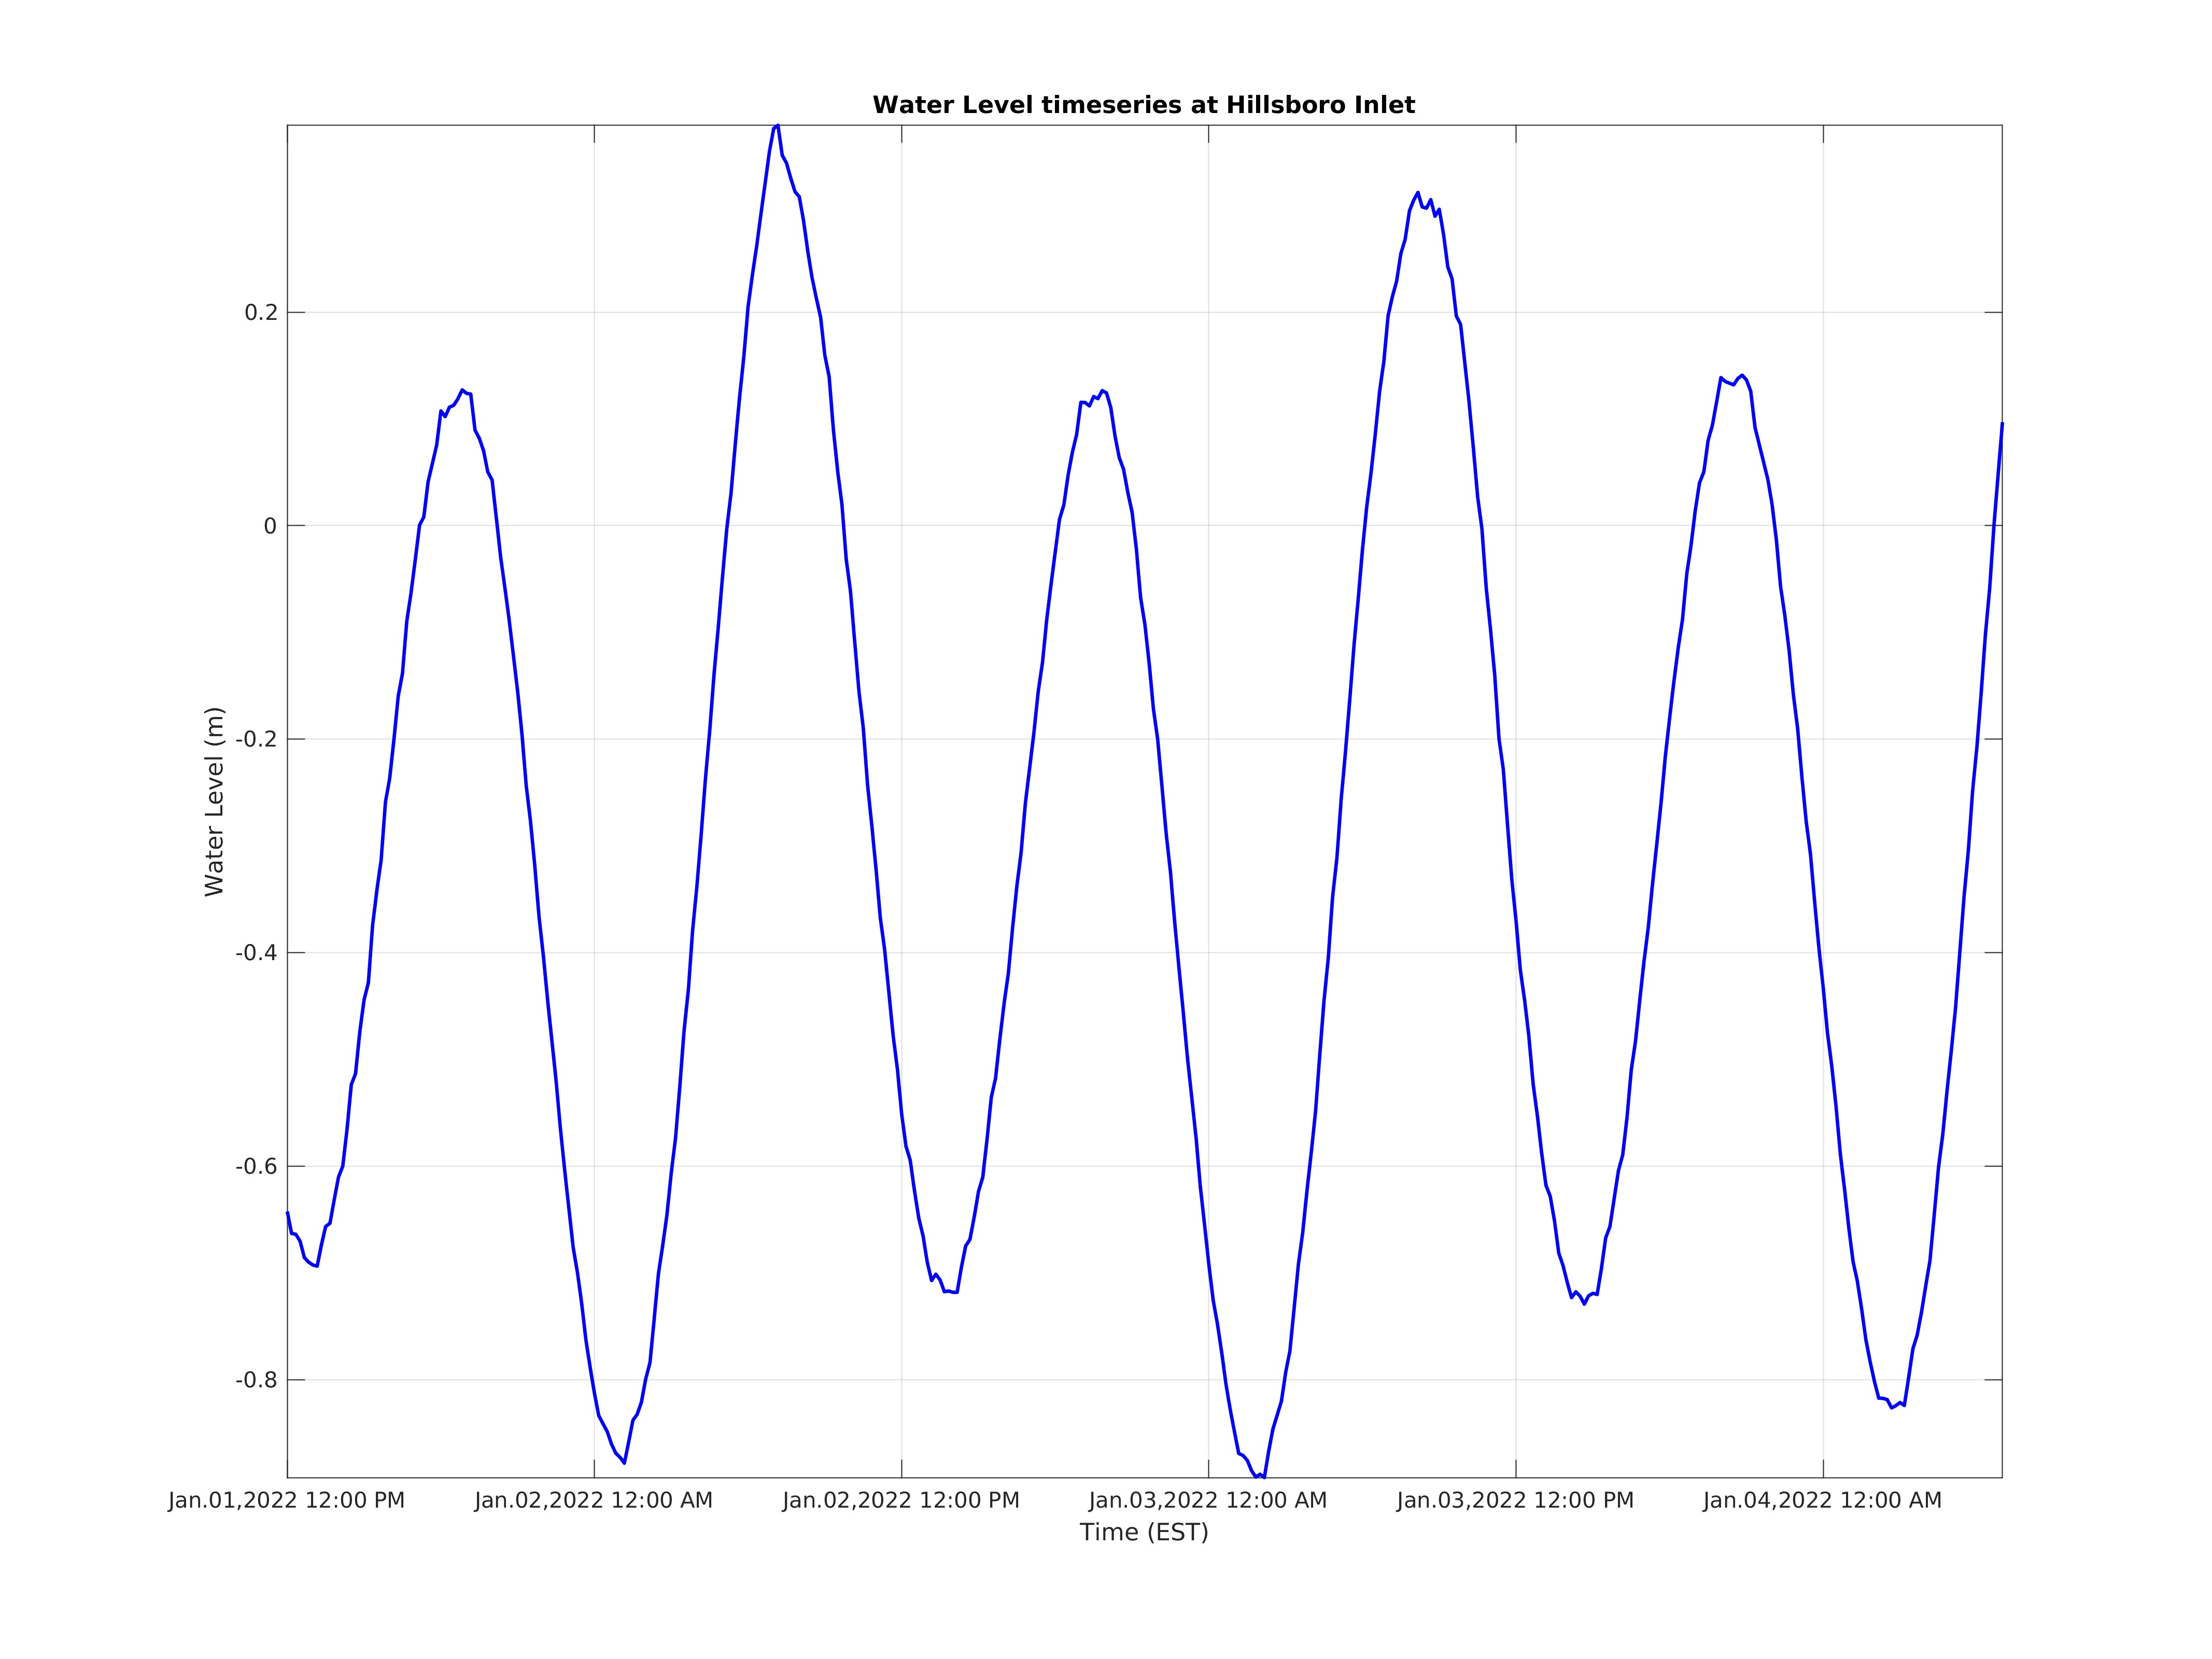 Water Level timeseries at Hillsboro Inlet
0.2
0
-0.2
-0.4
-0.6
-0.8
Water Level (m)
Jan.01,2022 12:00 PM Jan.02,2022 12:00 AM Jan.02,2022 12:00 PM Jan.03,2022 12:00 AM Jan.03,2022 12:00 PM Jan.04,2022 12:00 AM
Time (EST)